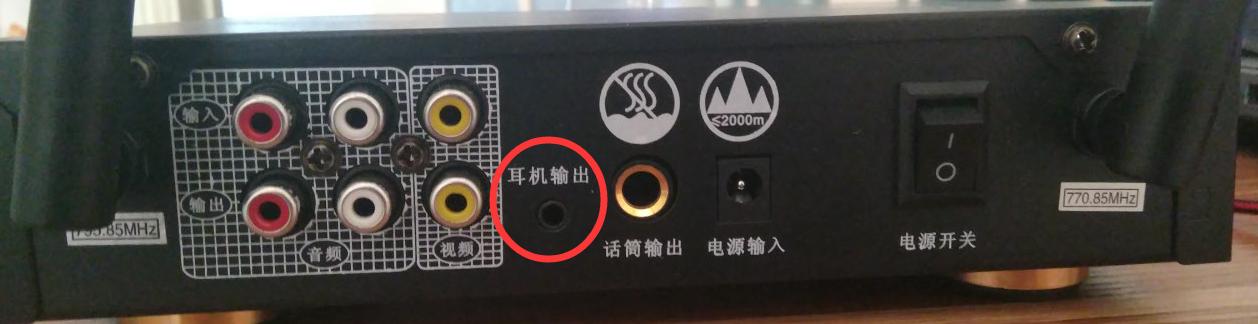 输入
输出
音频
视频
耳机输出
≤2000m
话筒输出
电源输入
电源开关
770.85MHz